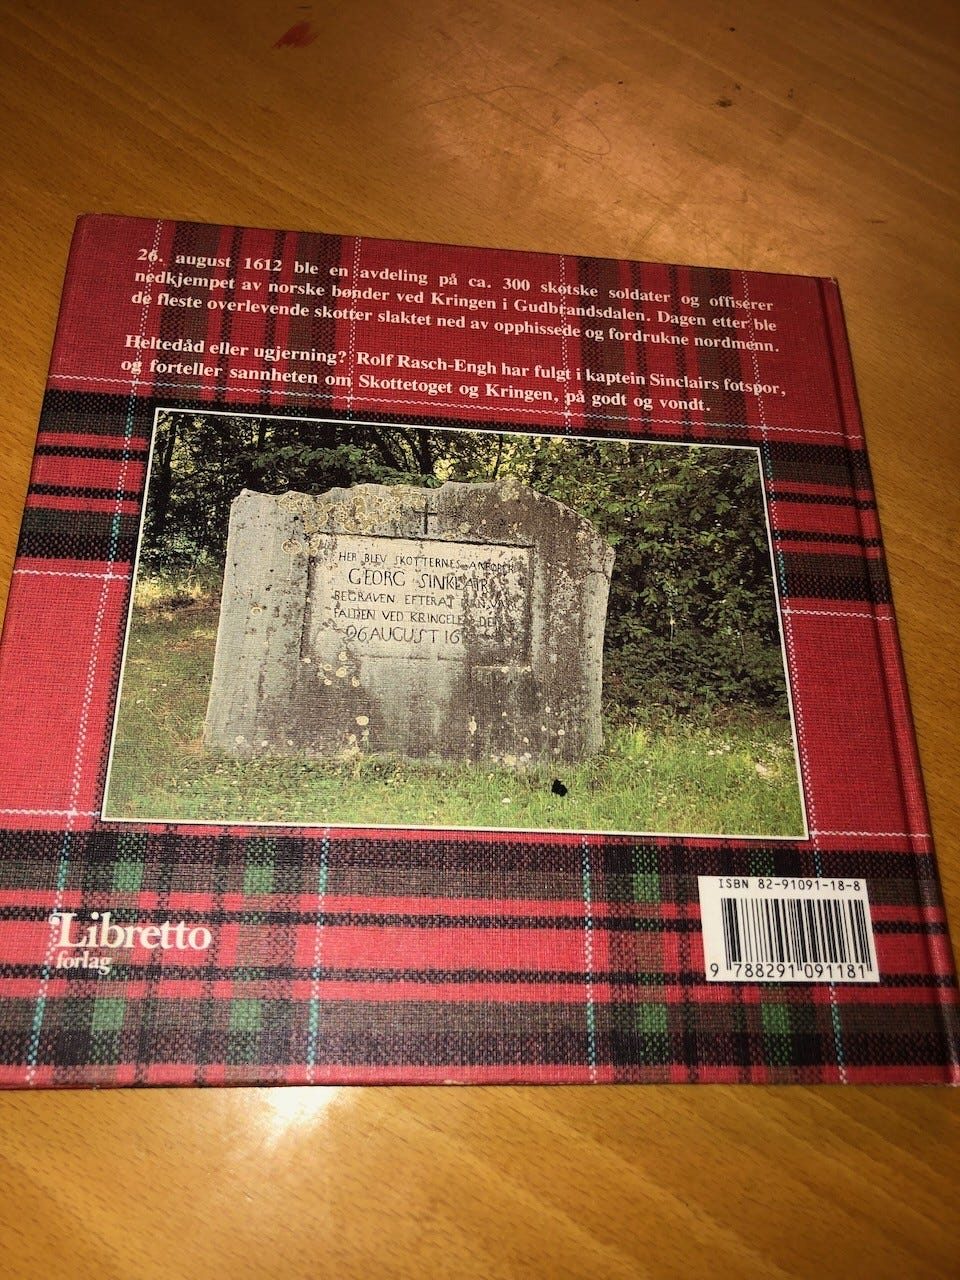 26. august 1612 ble en avdeling på ca. 300 skotske soldater og offiserer
nedkjempet av norske bønder ved Kringen i Gudbrandsdalen. Dagen etter ble
de fleste overlevende skotter slaktet ned av opphissede og fordrukne nordmenn.
Heltedåd eller ugjerning? Rolf Rasch-Engh har fulgt i kaptein Sinclairs fotspor,
og forteller sannheten om Skottetoget og Kringen, på godt og vondt.
HER BLEV SKOTTERNES ANFØRER
GEORG SINKLAIR
BEGRAVEN EFTERAT HAN VAR
FALDEN VED KRINGELEN DEN
26 AUGUST 16
ISBN 82-91091-18-8
Libretto
forlag
9 788291 091181